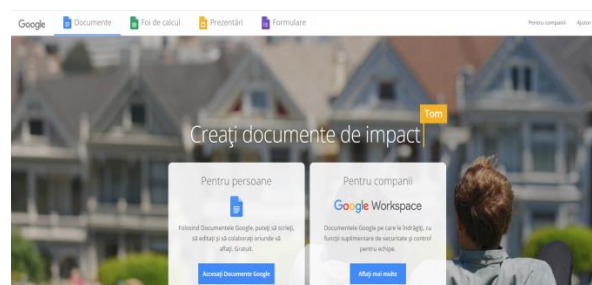 Google Documente Foi de calcul Prezentări Formulare Pentru companii Ajutor
Tom
Creați documente de impact
Pentru persoane
Folosind Documentele Google, puteți să scrieți,
să editați și să colaborați oriunde vă
aflați. Gratuit.
Accesați Documente Google
Pentru companii
Google Workspace
Documentele Google pe care le îndrăgiți, cu
funcții suplimentare de securitate și control
pentru echipe.
Aflați mai multe